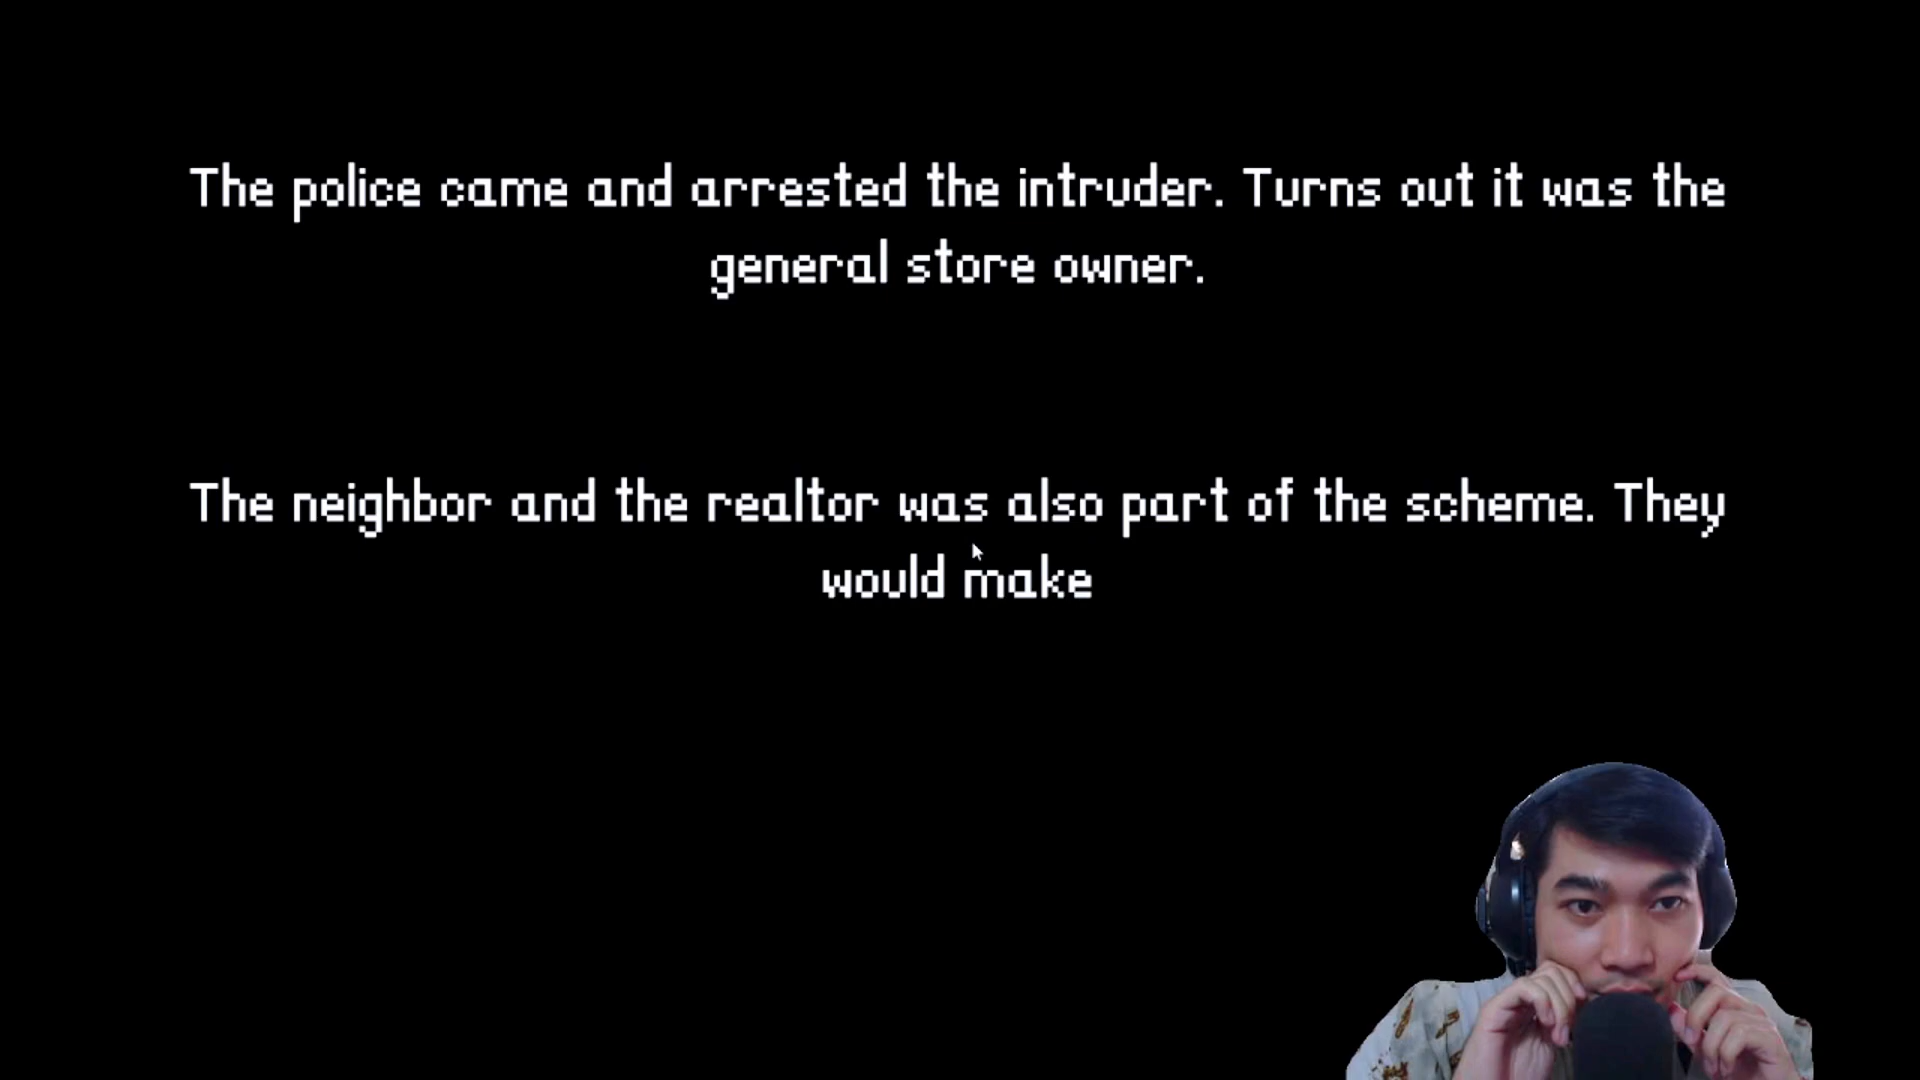 The police came and arrested the intruder. Turns out it was the
general store owner.
The neighbor and the realtor was also part of the scheme. They
would make